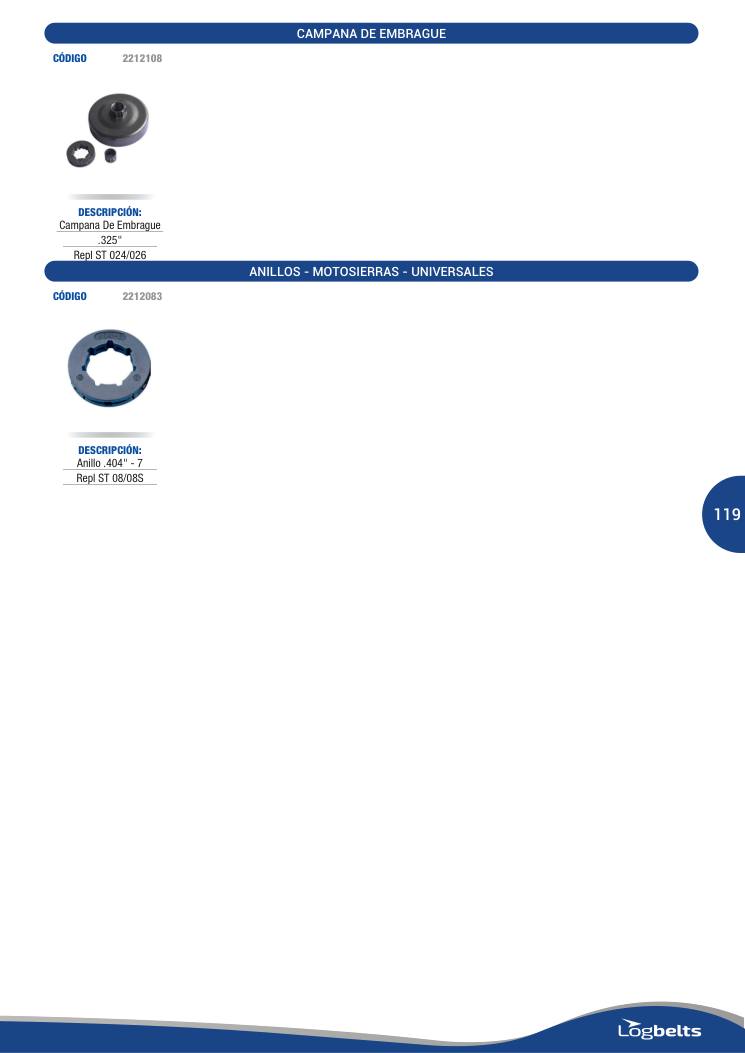 CAMPANA DE EMBRAGUE
CÓDIGO 2212108
DESCRIPCIÓN:
Campana De Embrague
.325"
Repl ST 024/026
ANILLOS - MOTOSIERRAS - UNIVERSALES
CÓDIGO 2212083
DESCRIPCIÓN:
Anillo .404" - 7
Repl ST 08/08S
119
Logbelts